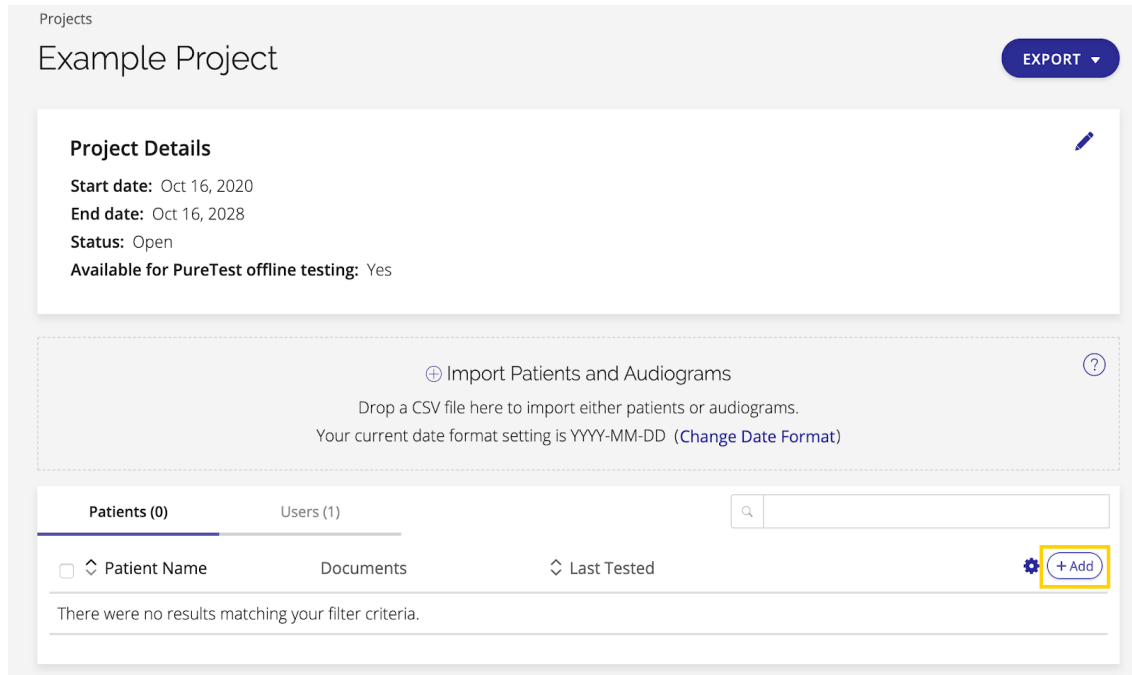 Projects
Example Project
EXPORT
Project Details
Start date: Oct 16, 2020
End date: Oct 16, 2028
Status: Open
Available for PureTest offline testing: Yes
Import Patients and Audiograms
?
Drop a CSV file here to import either patients or audiograms.
Your current date format setting is YYYY-MM-DD (Change Date Format)
Patients (0) Users (1)
Patient Name Documents Last Tested + Add
There were no results matching your filter criteria.